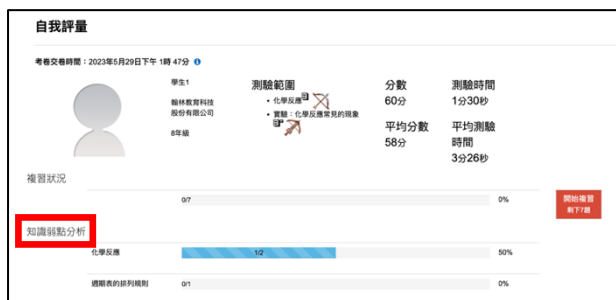 自我評量
考卷交卷時間：2023年5月29日下午 1時 47分
學生1
翰林教育科技
股份有限公司
8年級
測驗範圍
• 化學反應
• 實驗：化學反應常見的現象
分數
60分
平均分數
58分
測驗時間
1分30秒
平均測驗
時間
3分26秒
複習狀況
0/7
0%
開始複習
剩下7題
知識弱點分析
化學反應
1/2
50%
週期表的排列規則
0/1
0%